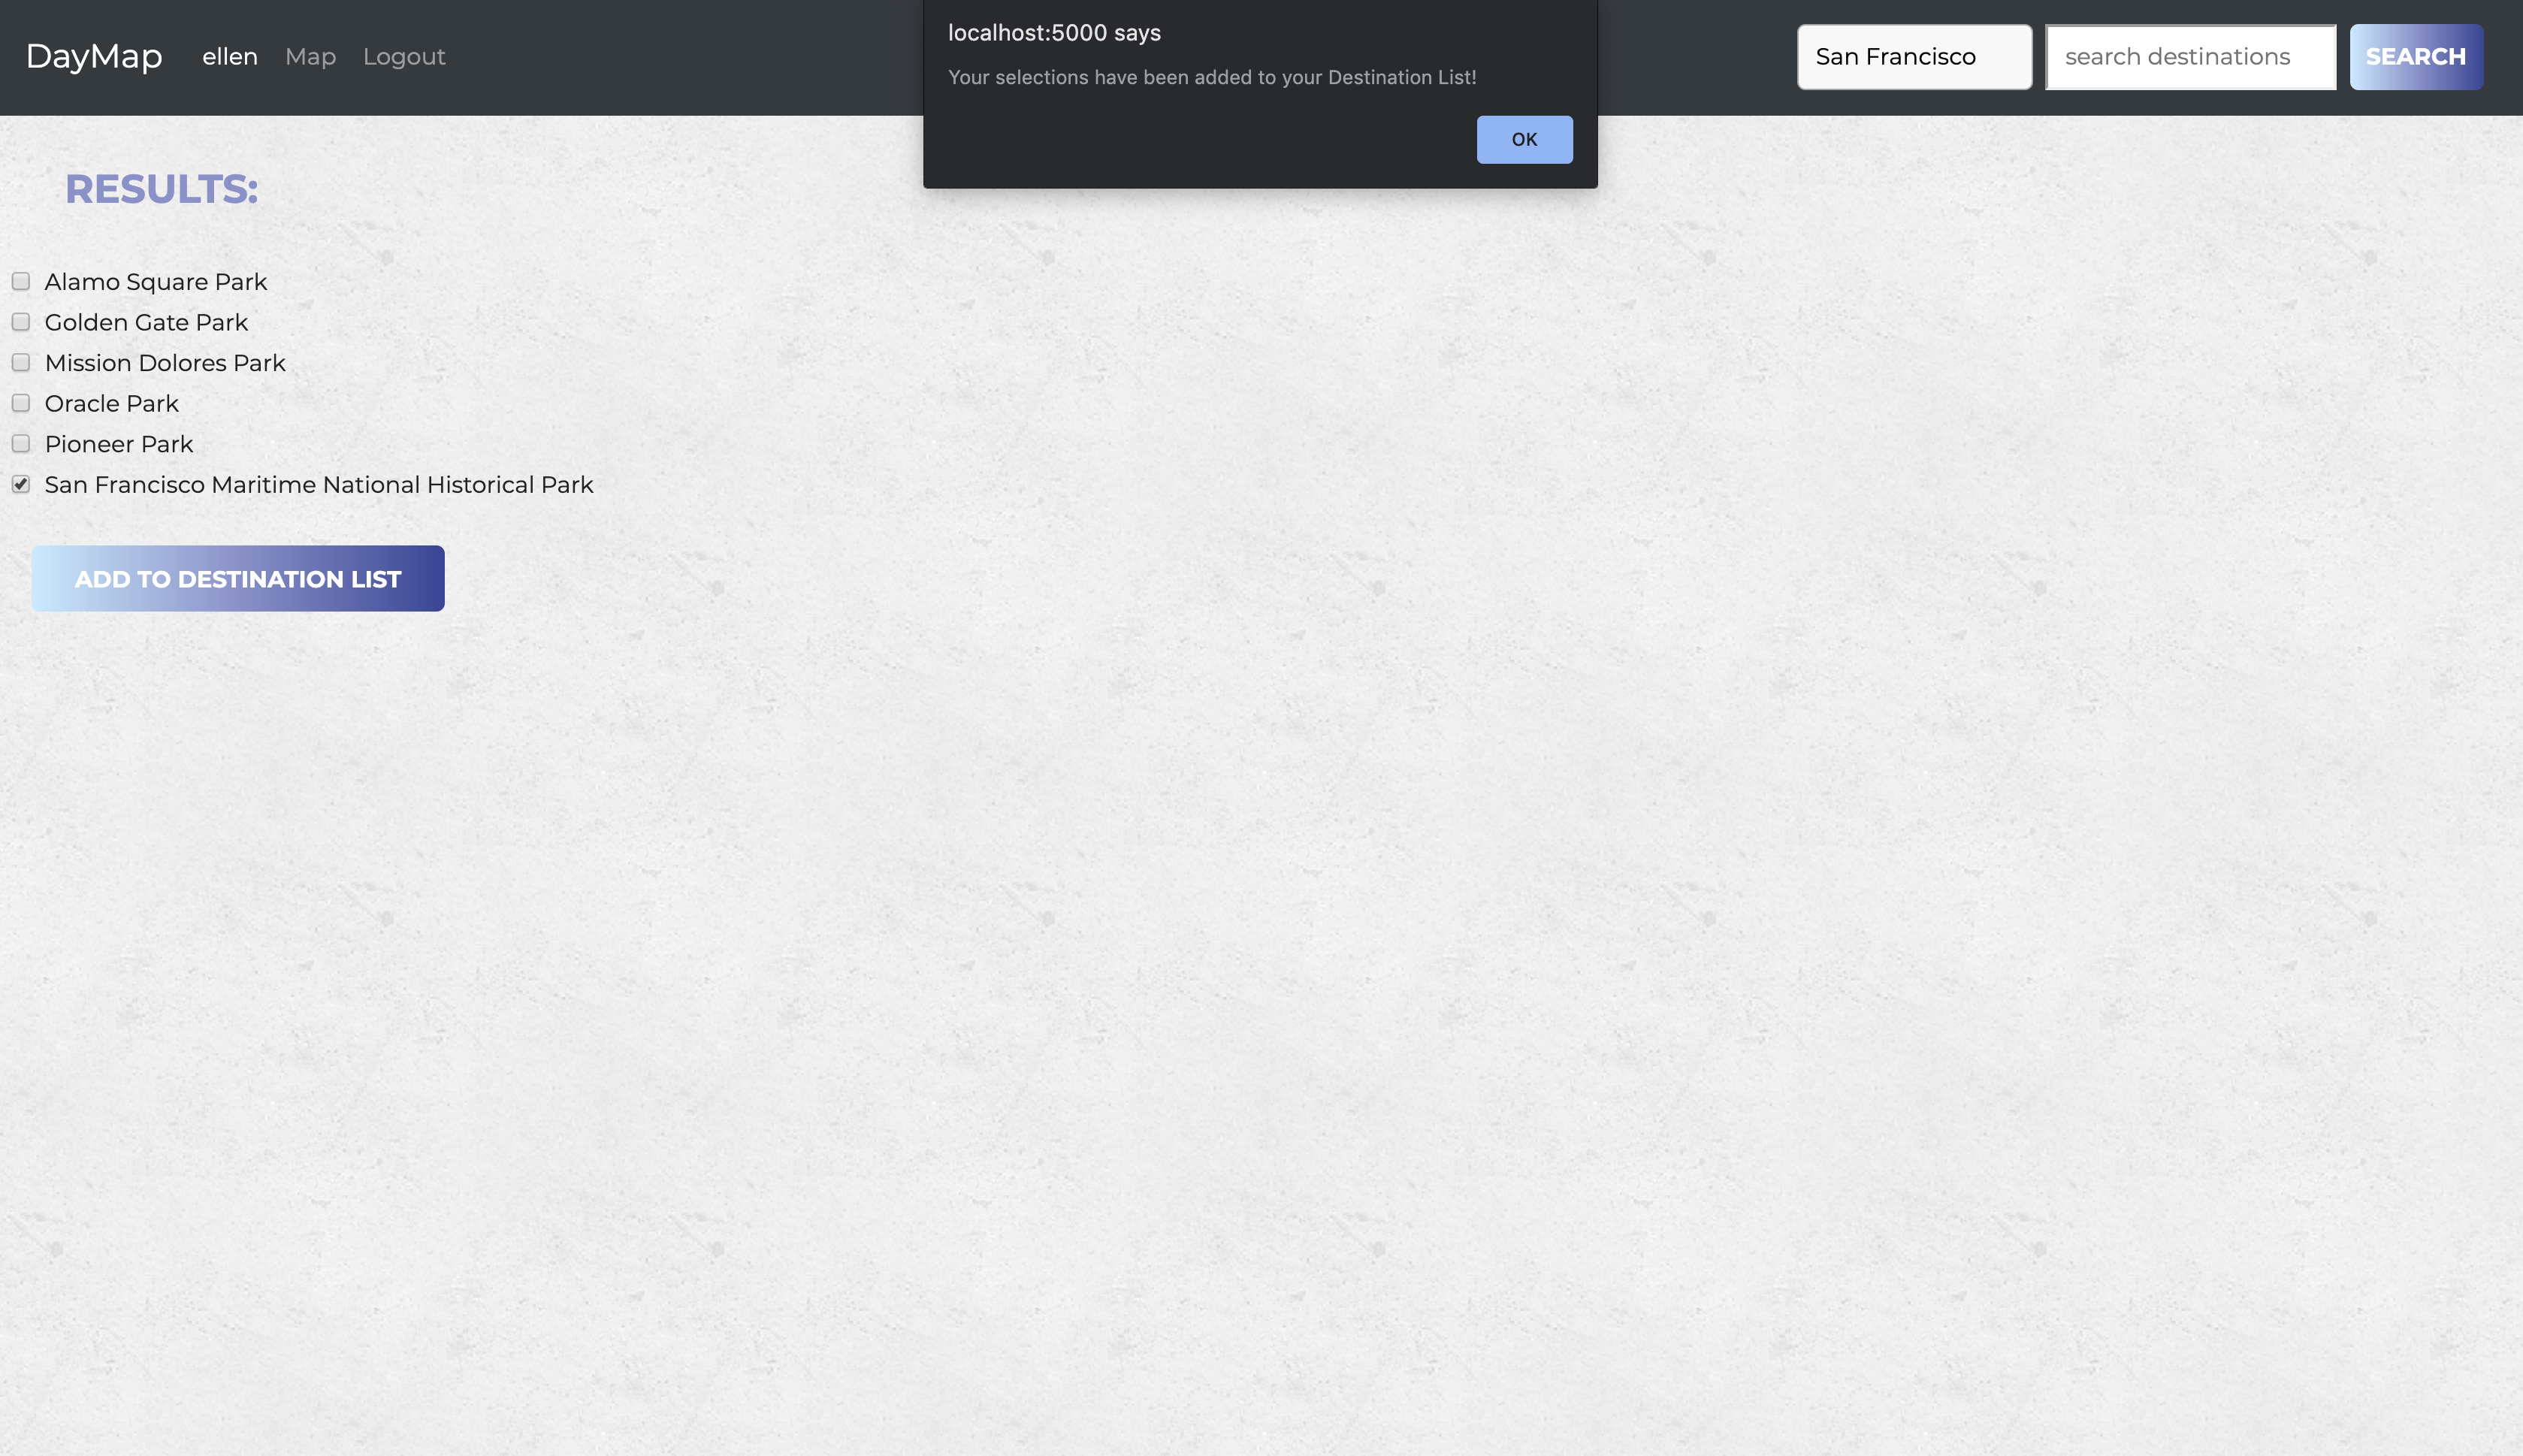 DayMap ellen Map Logout
localhost:5000 says
Your selections have been added to your Destination List!
OK
San Francisco search destinations SEARCH
RESULTS:
Alamo Square Park
Golden Gate Park
Mission Dolores Park
Oracle Park
Pioneer Park
San Francisco Maritime National Historical Park
ADD TO DESTINATION LIST